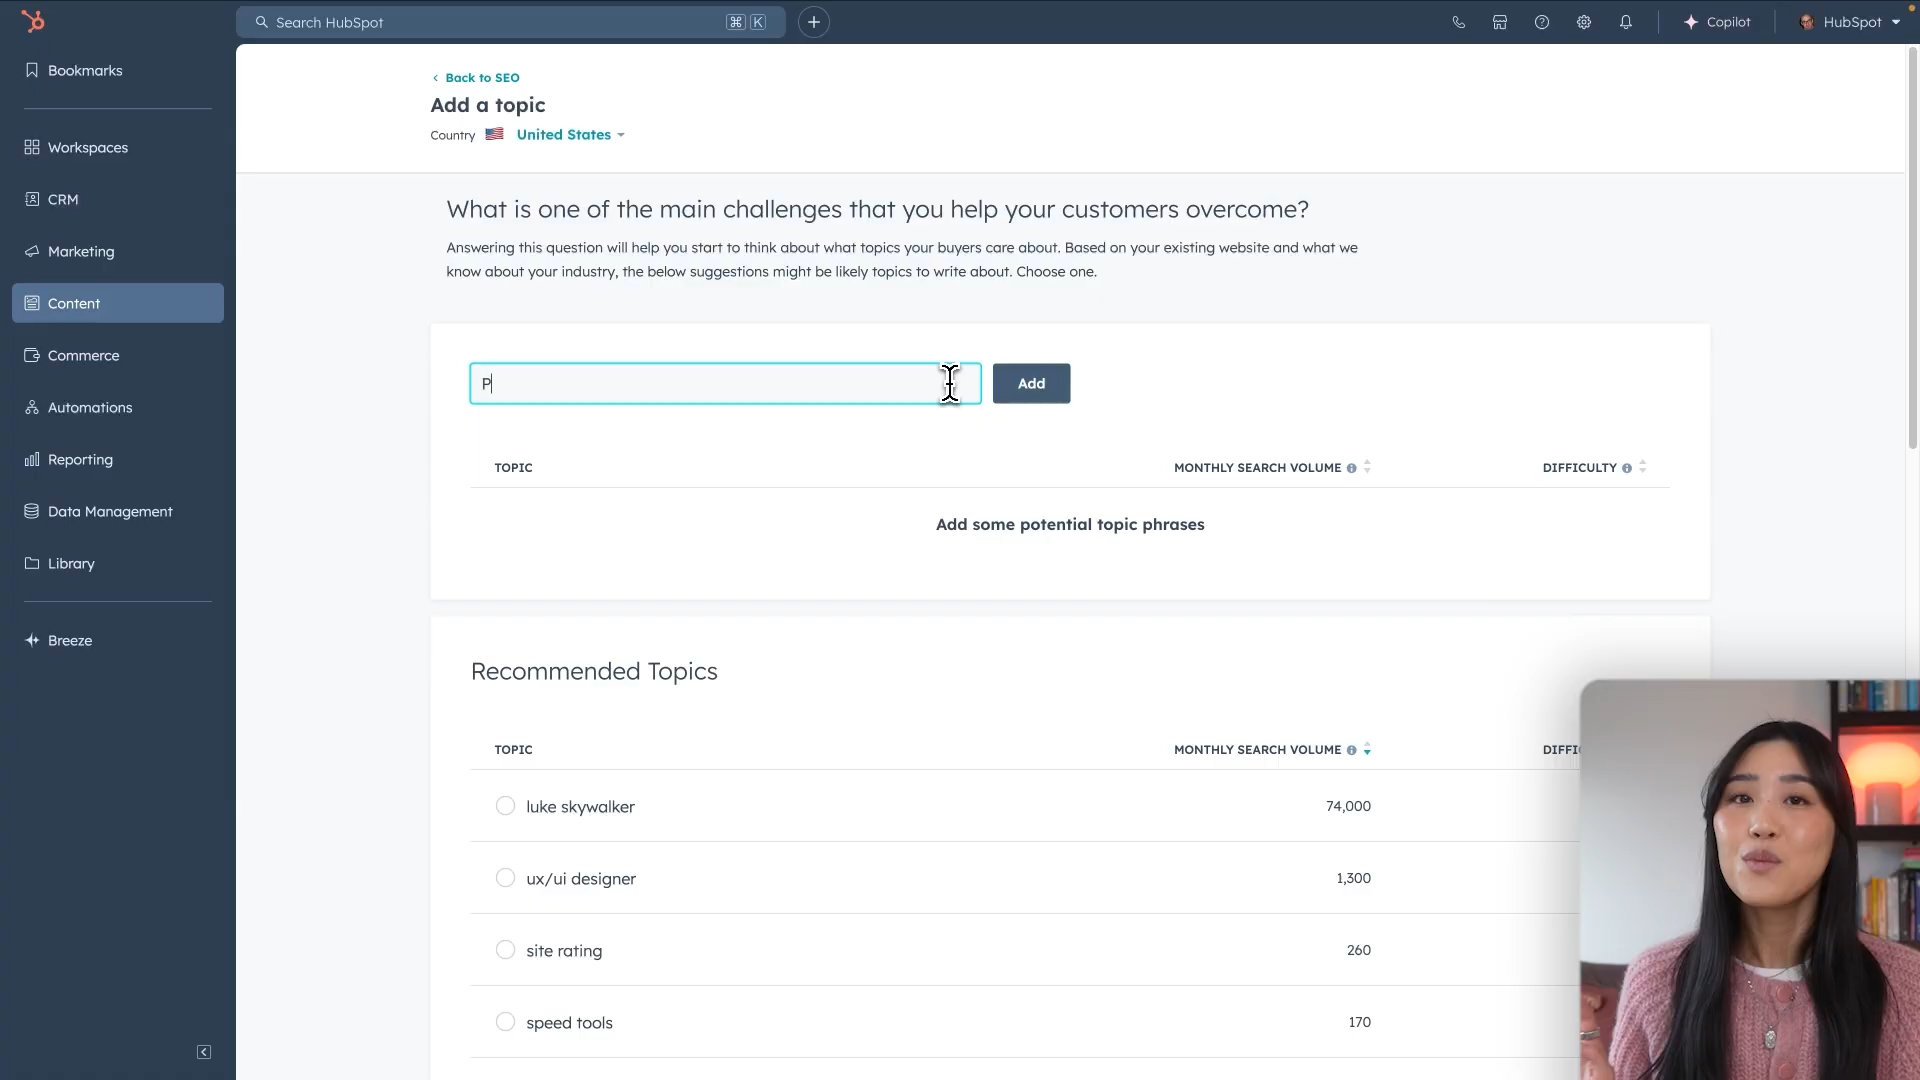 Search HubSpot
⌘ K
Copilot
HubSpot
Bookmarks
Workspaces
CRM
Marketing
Content
Commerce
Automations
Reporting
Data Management
Library
Breeze
Back to SEO
Add a topic
Country United States
What is one of the main challenges that you help your customers overcome?
Answering this question will help you start to think about what topics your buyers care about. Based on your existing website and what we
know about your industry, the below suggestions might be likely topics to write about. Choose one.
P
Add
TOPIC MONTHLY SEARCH VOLUME DIFFICULTY
Add some potential topic phrases
Recommended Topics
TOPIC MONTHLY SEARCH VOLUME
luke skywalker 74,000
ux/ui designer 1,300
site rating 260
speed tools 170